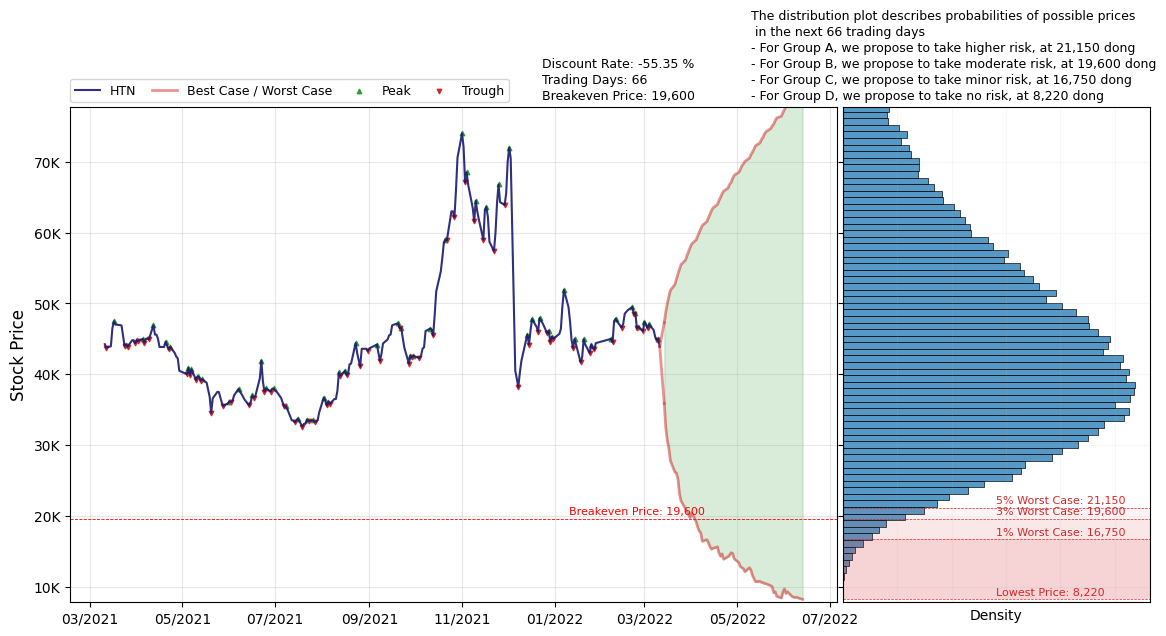 The distribution plot describes probabilities of possible prices
in the next 66 trading days
- For Group A, we propose to take higher risk, at 21,150 dong
- For Group B, we propose to take moderate risk, at 19,600 dong
- For Group C, we propose to take minor risk, at 16,750 dong
- For Group D, we propose to take no risk, at 8,220 dong
Discount Rate: -55.35 %
Trading Days: 66
Breakeven Price: 19,600
HTN
Best Case / Worst Case
Peak
Trough
Stock Price
70K
60K
50K
40K
30K
20K
10K
Breakeven Price: 19,600
03/2021
05/2021
07/2021
09/2021
11/2021
01/2022
03/2022
05/2022
07/2022
5% Worst Case: 21,150
3% Worst Case: 19,600
1% Worst Case: 16,750
Lowest Price: 8,220
Density